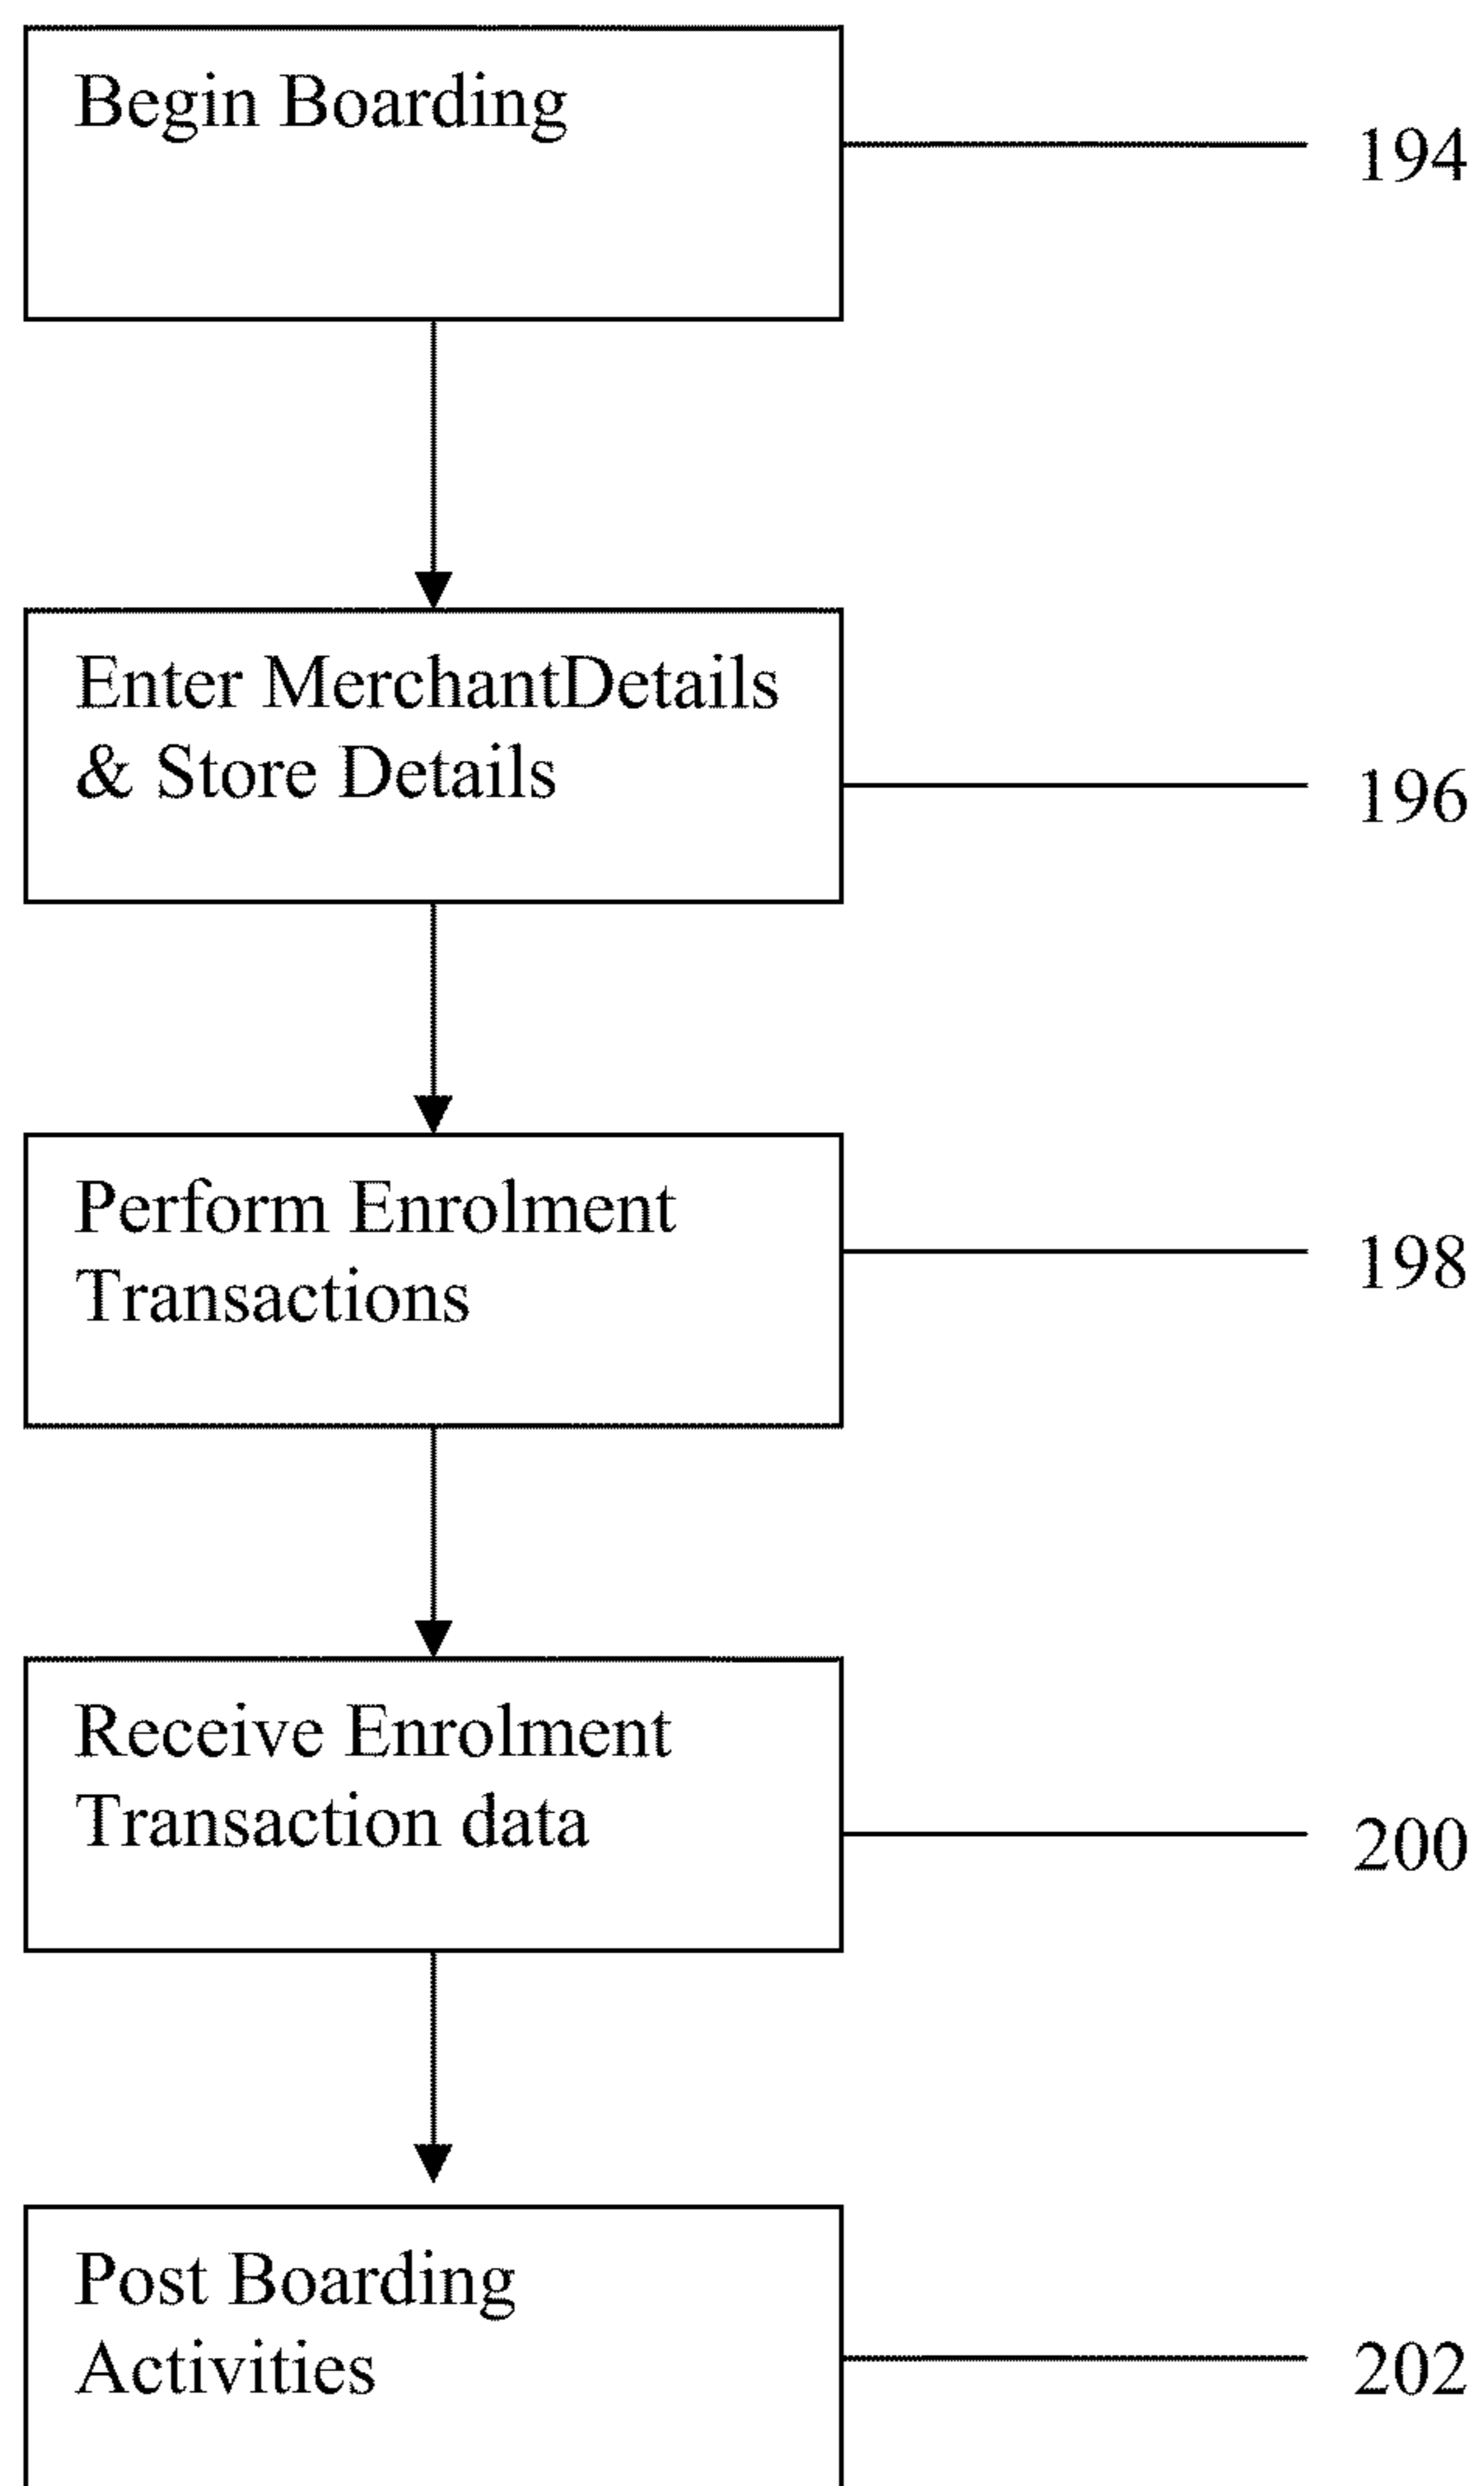 Begin Boarding
194
Enter MerchantDetails
& Store Details
196
Perform Enrolment
Transactions
198
Receive Enrolment
Transaction data
200
Post Boarding
Activities
202